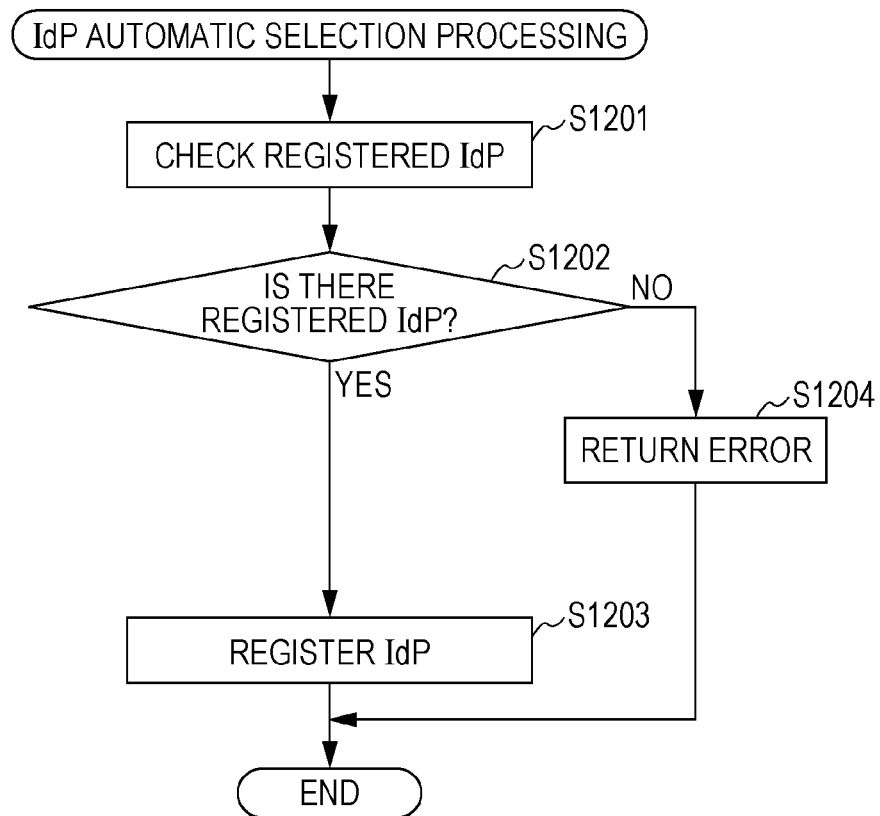 IdP AUTOMATIC SELECTION PROCESSING
S1201
CHECK REGISTERED IdP
S1202
IS THERE
REGISTERED IdP?
NO
YES
S1204
RETURN ERROR
S1203
REGISTER IdP
END